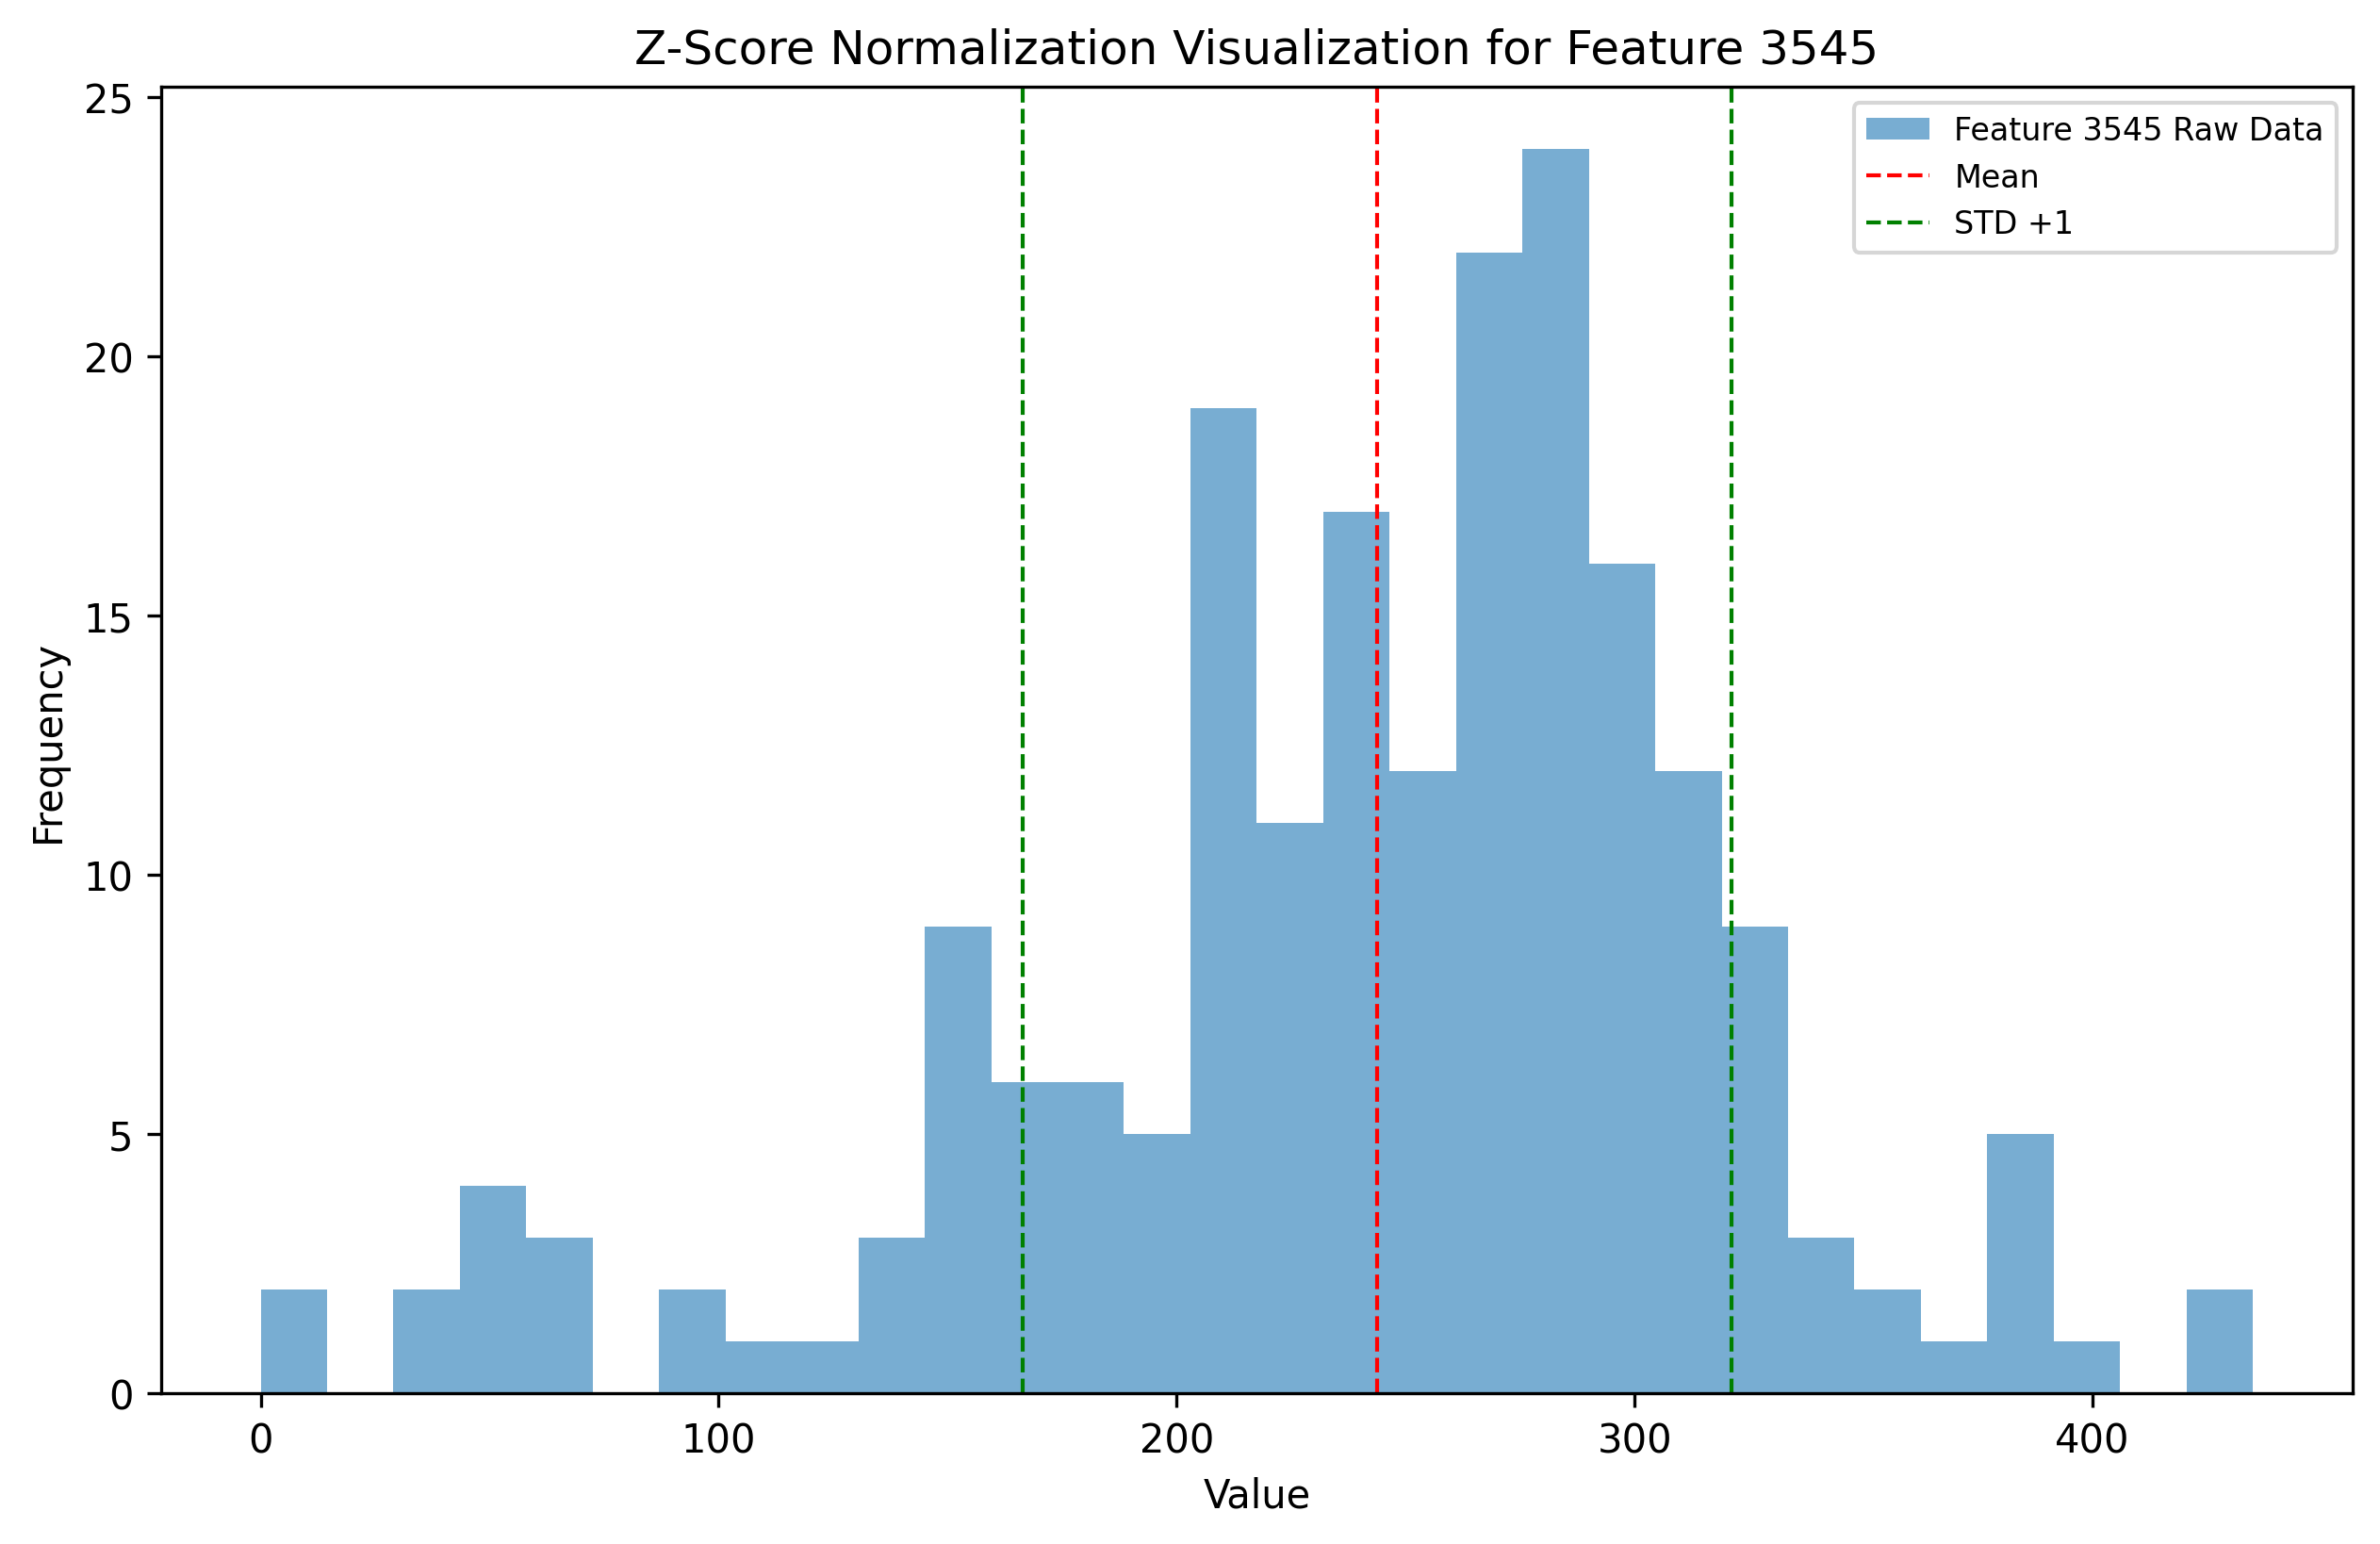 Z-Score Normalization Visualization for Feature 3545
25
20
15
10
5
0
Frequency
Feature 3545 Raw Data
Mean
STD +1
0 100 200 300 400
Value